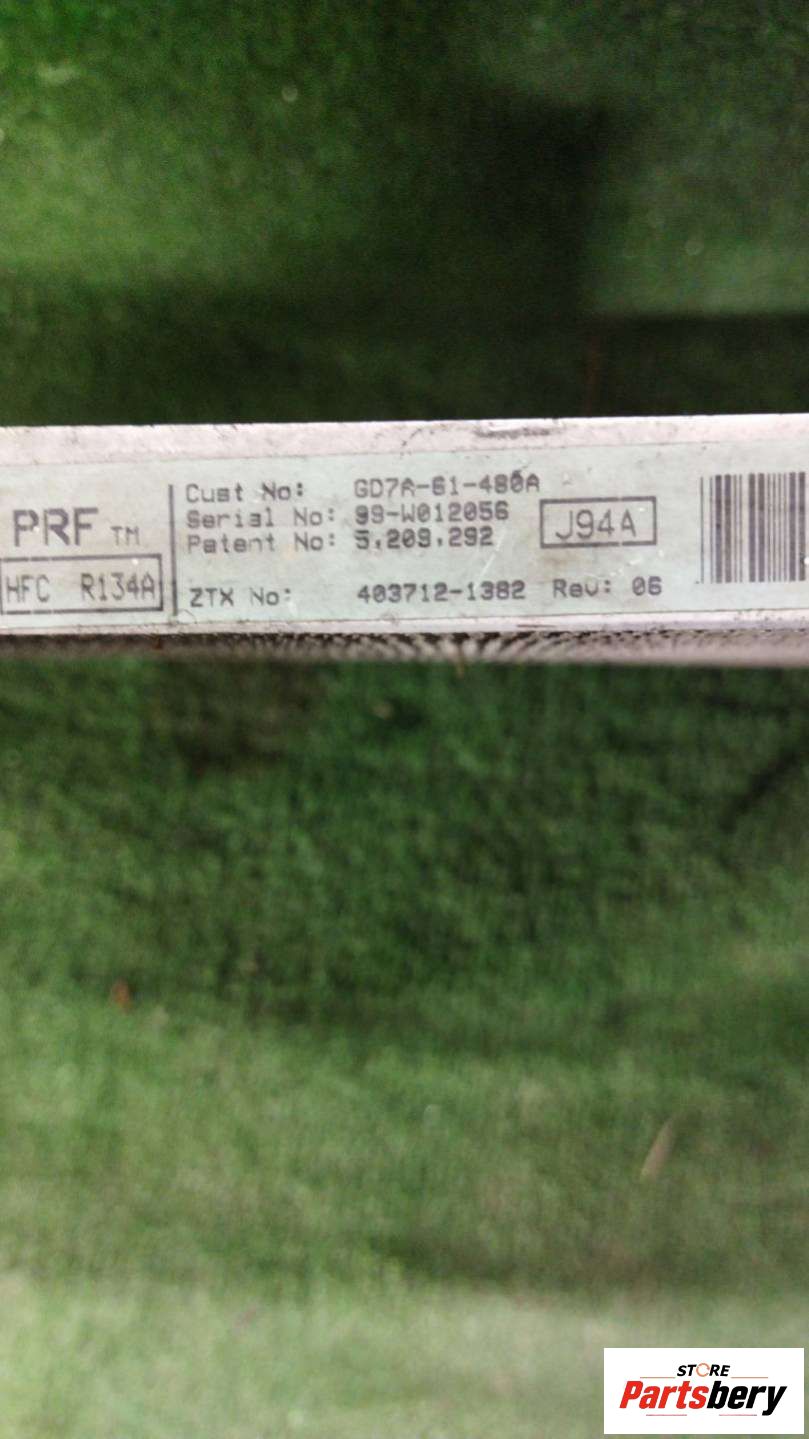 PRF TM
HFC R134A
Cust No: GD7A-61-480A
Serial No: 99-W012056
Patent No: 5,209,292
J94A
ZTX No: 403712-1382 Rev: 06
STORE
Partsbery